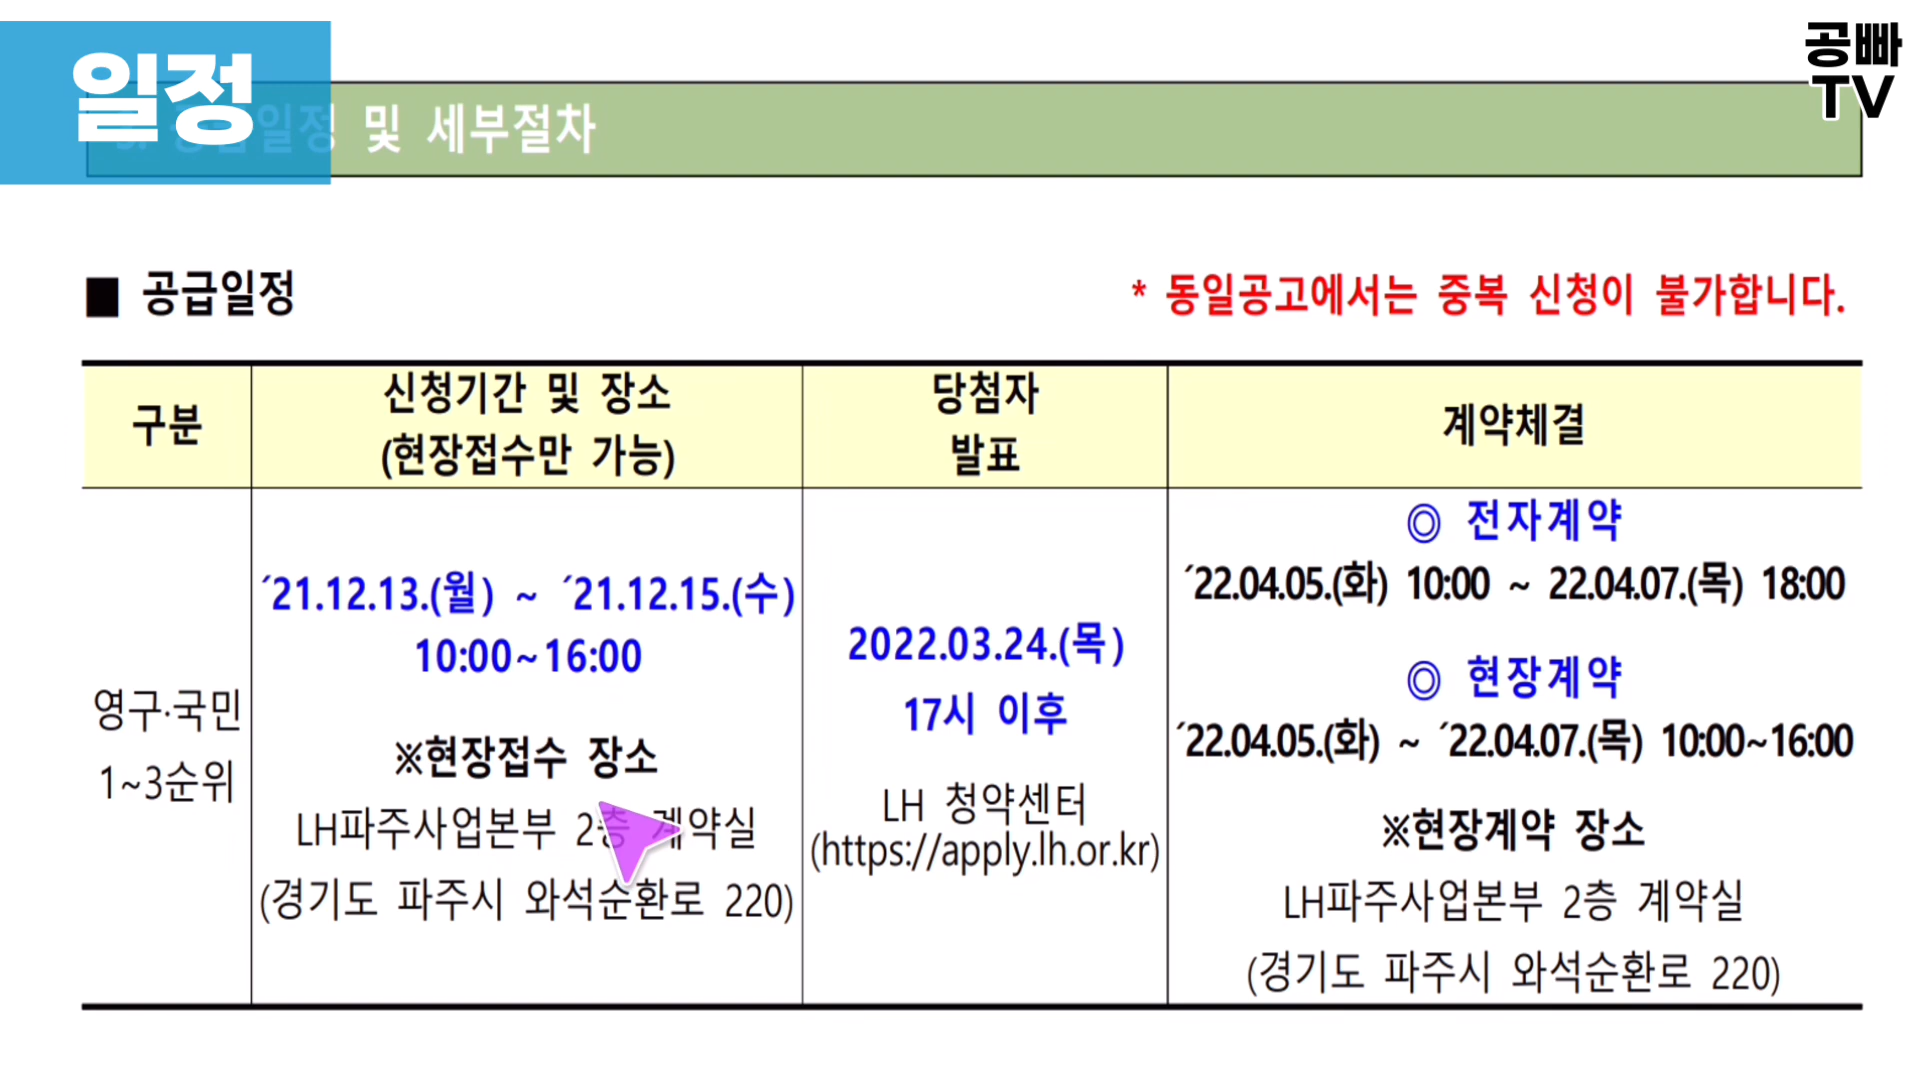 일정
공빠
TV
공급일정 및 세부절차
■ 공급일정
* 동일공고에서는 중복 신청이 불가합니다.
구분
신청기간 및 장소
(현장접수만 가능)
당첨자
발표
계약체결
영구·국민
1~3순위
´21.12.13.(월) ~ ´21.12.15.(수)
10:00~16:00
※현장접수 장소
LH파주사업본부 2층 계약실
(경기도 파주시 와석순환로 220)
2022.03.24.(목)
17시 이후
LH 청약센터
(https://apply.lh.or.kr)
◎ 전자계약
´22.04.05.(화) 10:00 ~ 22.04.07.(목) 18:00
◎ 현장계약
´22.04.05.(화) ~ ´22.04.07.(목) 10:00~16:00
※현장계약 장소
LH파주사업본부 2층 계약실
(경기도 파주시 와석순환로 220)